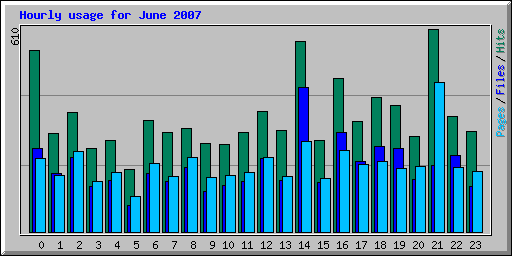 Hourly usage for June 2007
610
Pages / Files / Hits
0 1 2 3 4 5 6 7 8 9 10 11 12 13 14 15 16 17 18 19 20 21 22 23